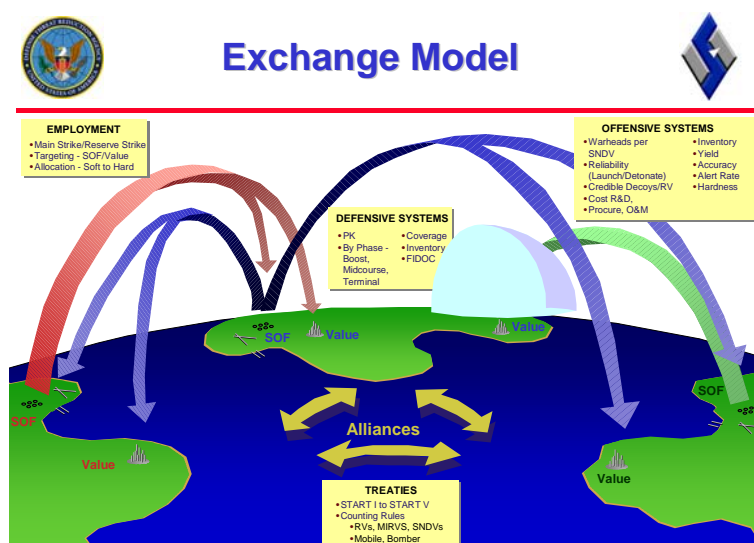 Exchange Model
EMPLOYMENT
•Main Strike/Reserve Strike
•Targeting - SOF/Value
•Allocation - Soft to Hard
OFFENSIVE SYSTEMS
•Warheads per
SNDV
•Reliability
(Launch/Detonate)
•Credible Decoys/RV
•Cost R&D,
•Procure, O&M
•Inventory
•Yield
•Accuracy
•Alert Rate
•Hardness
DEFENSIVE SYSTEMS
•PK
•By Phase -
Boost,
Midcourse,
Terminal
•Coverage
•Inventory
•FIDOC
SOF
Value
Value
SOF
Value
SOF
Value
Alliances
TREATIES
•START I to START V
•Counting Rules
•RVs, MIRVS, SNDVs
•Mobile, Bomber